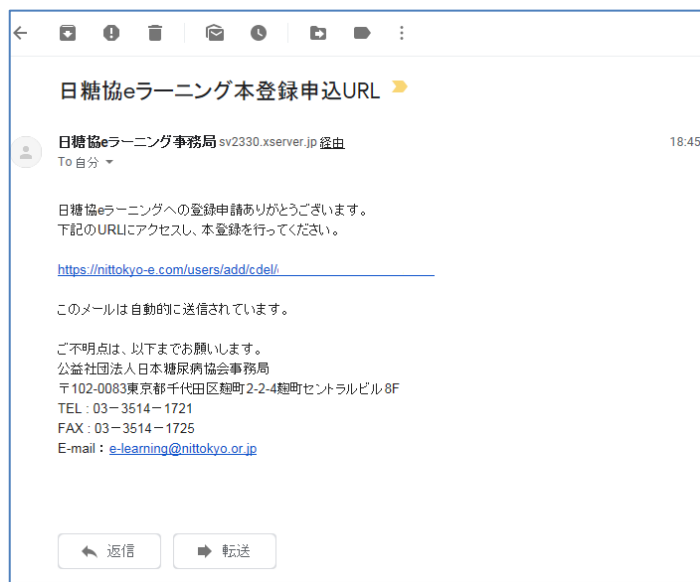 日糖協eラーニング本登録申込URL
日糖協eラーニング事務局 sv2330.xserver.jp 経由
18:45
To 自分
日糖協eラーニングへの登録申請ありがとうございます。
下記のURLにアクセスし、本登録を行ってください。
https://nittokyo-e.com/users/add/cdel/
このメールは自動的に送信されています。
ご不明点は、以下までお願いします。
公益社団法人日本糖尿病協会事務局
〒102-0083東京都千代田区麹町2-2-4麹町セントラルビル8F
TEL : 03－3514－1721
FAX : 03－3514－1725
E-mail： e-learning@nittokyo.or.jp
返信
転送